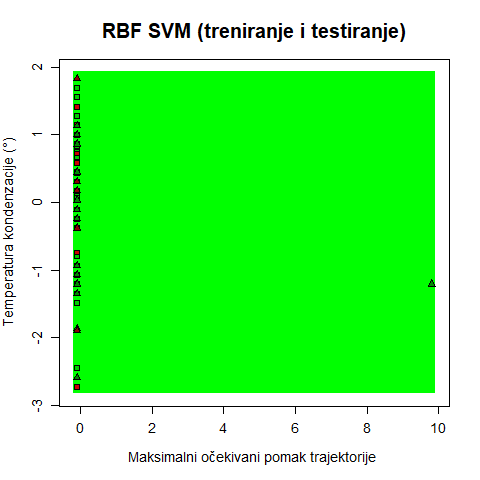 RBF SVM (treniranje i testiranje)
Temperatura kondenzacije (°)
2
1
0
-1
-2
-3
0 2 4 6 8 10
Maksimalni očekivani pomak trajektorije